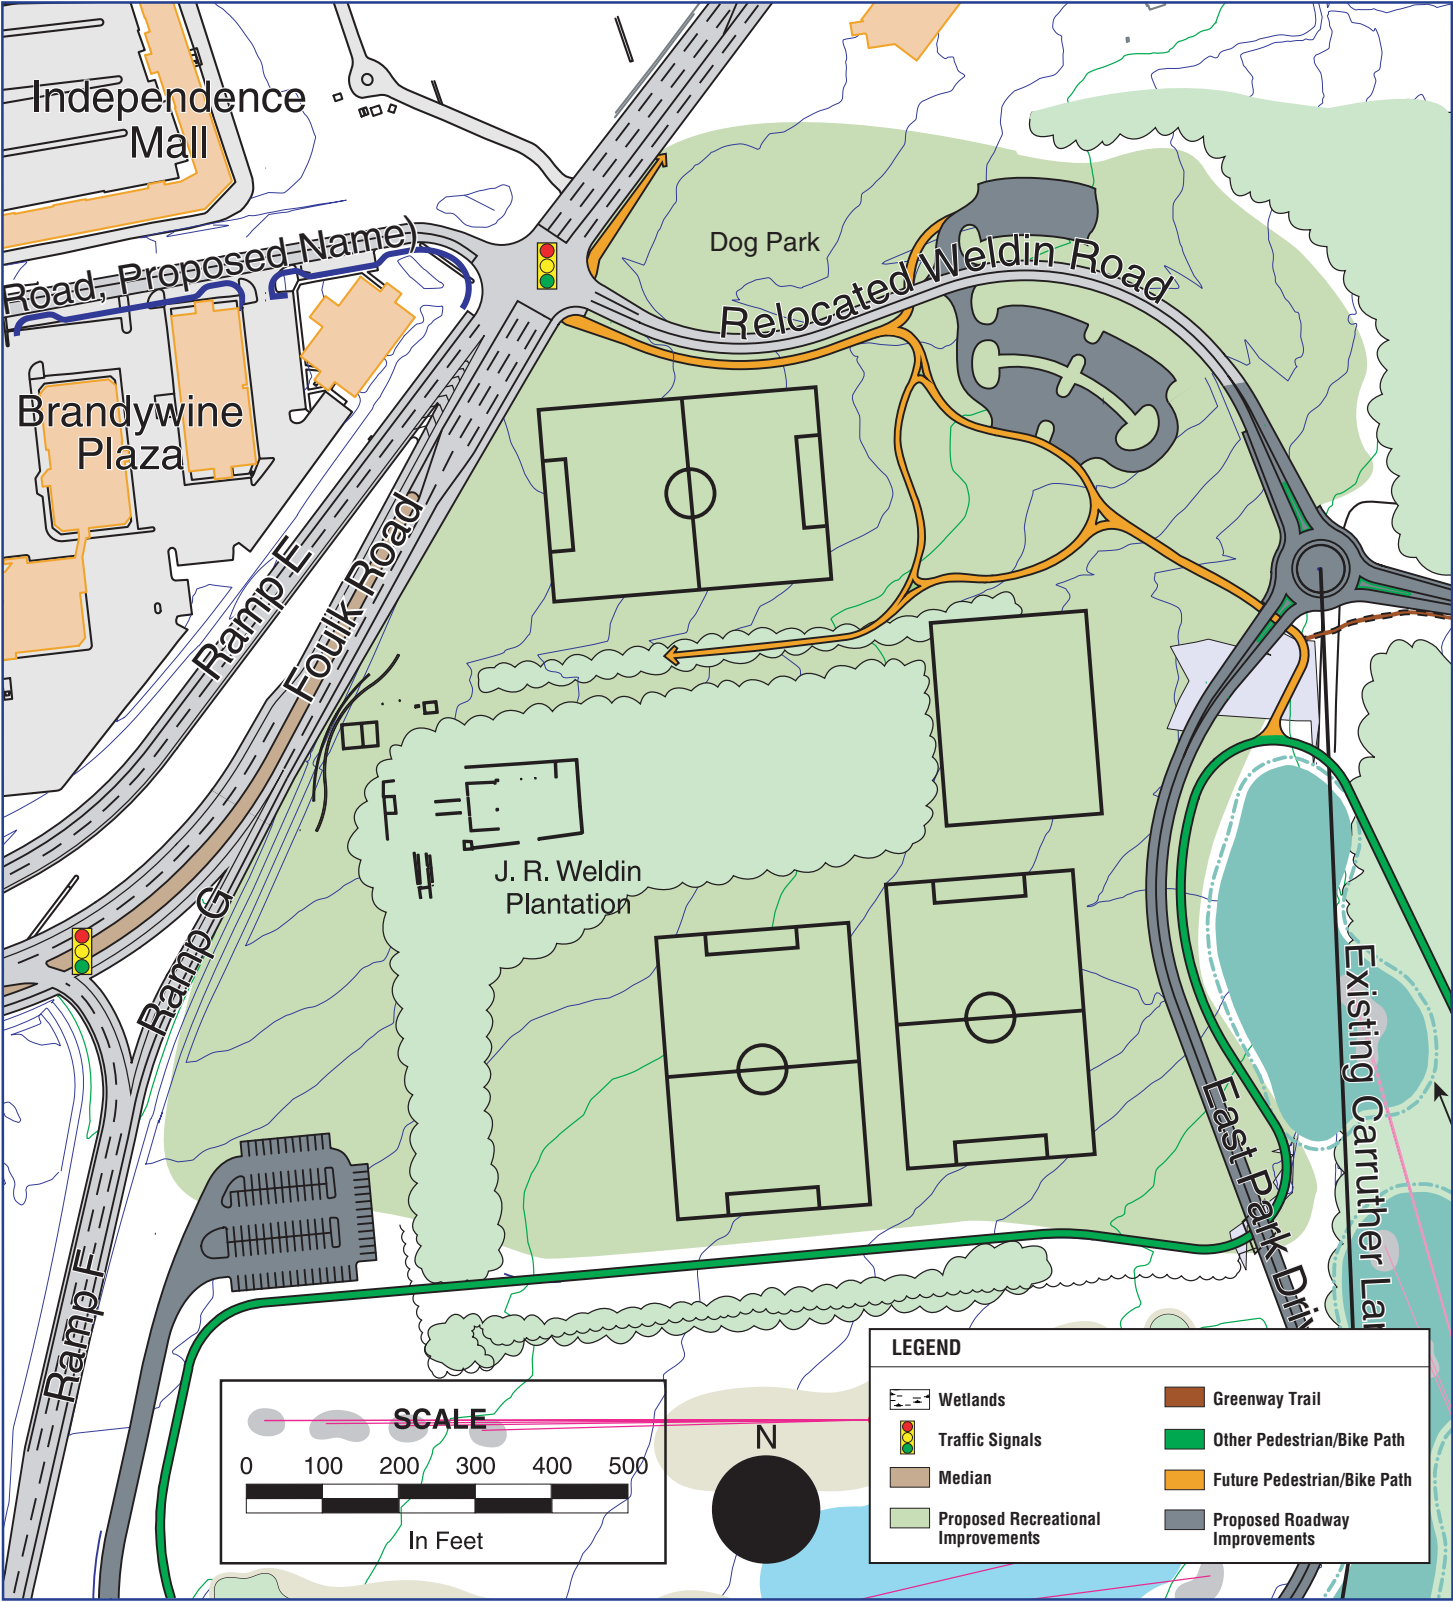 Independence
Mall
Road, Proposed Name)
Dog Park
Relocated Weldin Road
Brandywine
Plaza
Ramp E
Foulk Road
J. R. Weldin
Plantation
Ramp G
Existing Carruther Lan
East Park Driv
Ramp F
SCALE
0 100 200 300 400 500
In Feet
N
LEGEND
Wetlands
Traffic Signals
Median
Proposed Recreational
Improvements
Greenway Trail
Other Pedestrian/Bike Path
Future Pedestrian/Bike Path
Proposed Roadway
Improvements